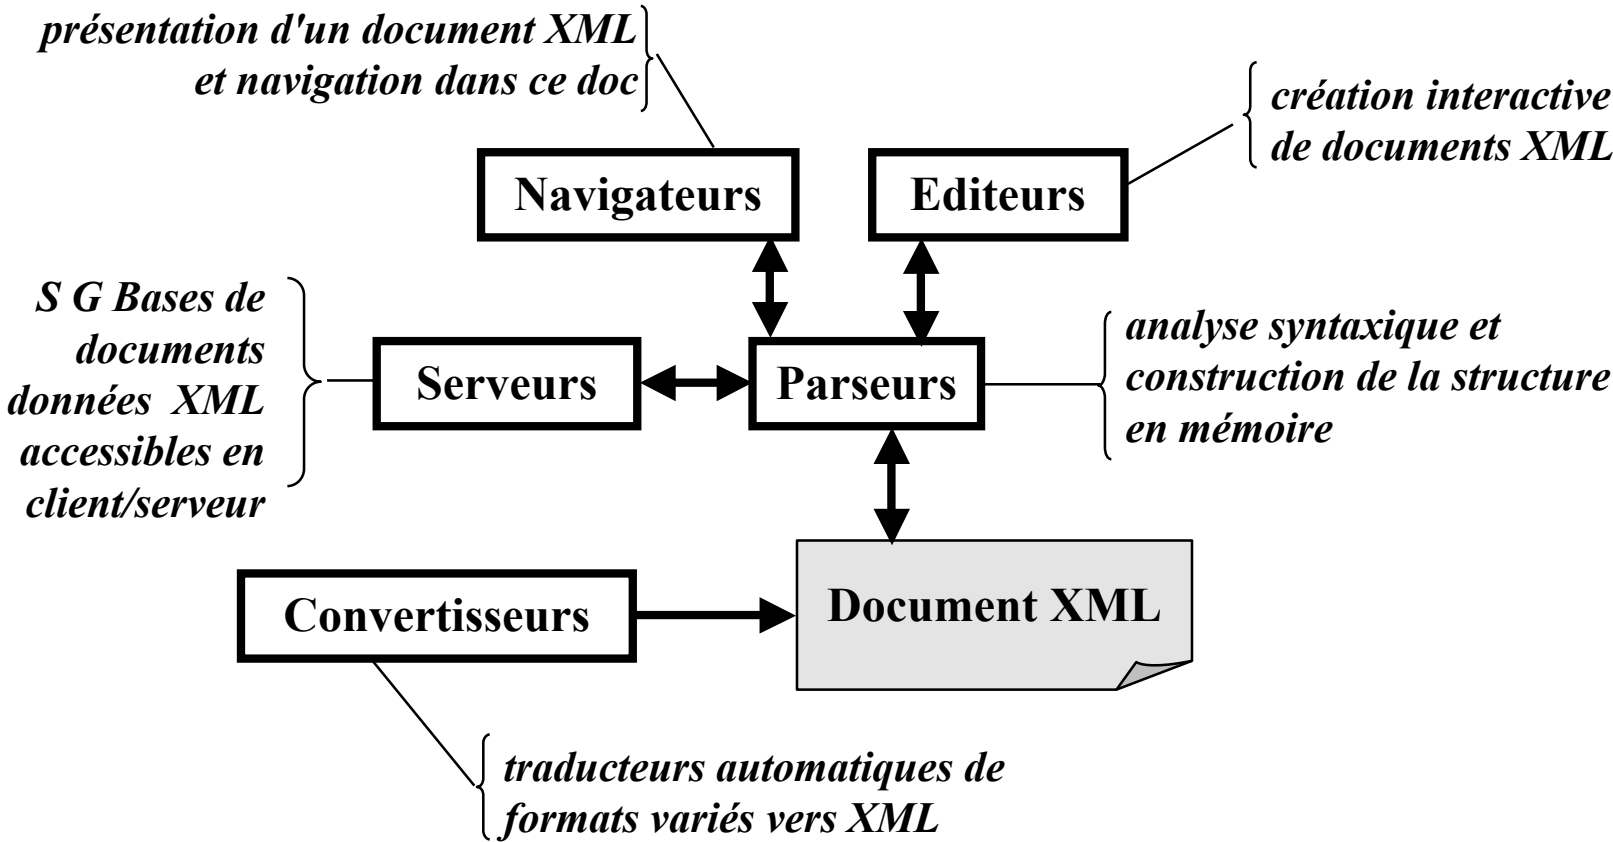 présentation d'un document XML
et navigation dans ce doc
création interactive
de documents XML
Navigateurs
Editeurs
S G Bases de
documents
données XML
accessibles en
client/serveur
Serveurs
Parseurs
analyse syntaxique et
construction de la structure
en mémoire
Convertisseurs
Document XML
traducteurs automatiques de
formats variés vers XML